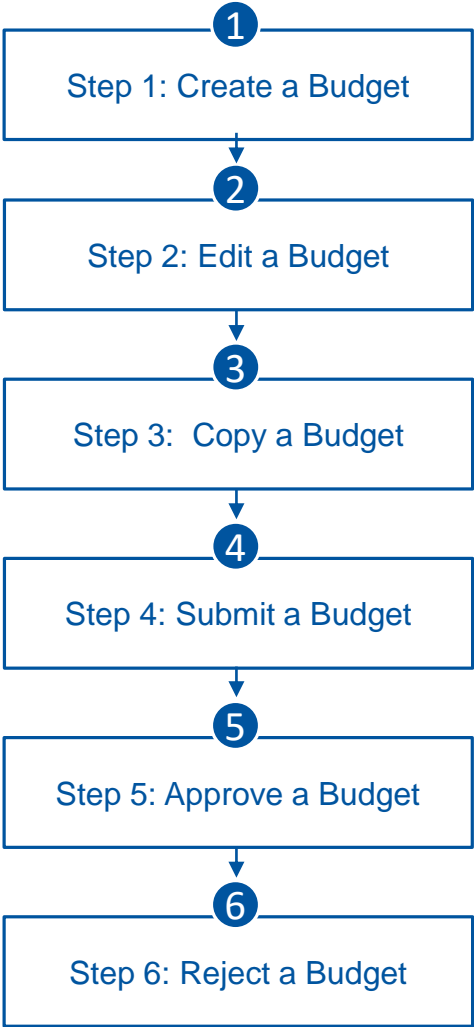 1
Step 1: Create a Budget
2
Step 2: Edit a Budget
3
Step 3:  Copy a Budget
4
Step 4: Submit a Budget
5
Step 5: Approve a Budget
6
Step 6: Reject a Budget